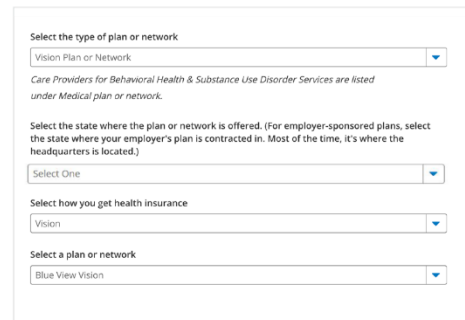 Select the type of plan or network
Vision Plan or Network
Care Providers for Behavioral Health & Substance Use Disorder Services are listed
under Medical plan or network.
Select the state where the plan or network is offered. (For employer-sponsored plans, select
the state where your employer's plan is contracted in. Most of the time, it's where the
headquarters is located.)
Select One
Select how you get health insurance
Vision
Select a plan or network
Blue View Vision